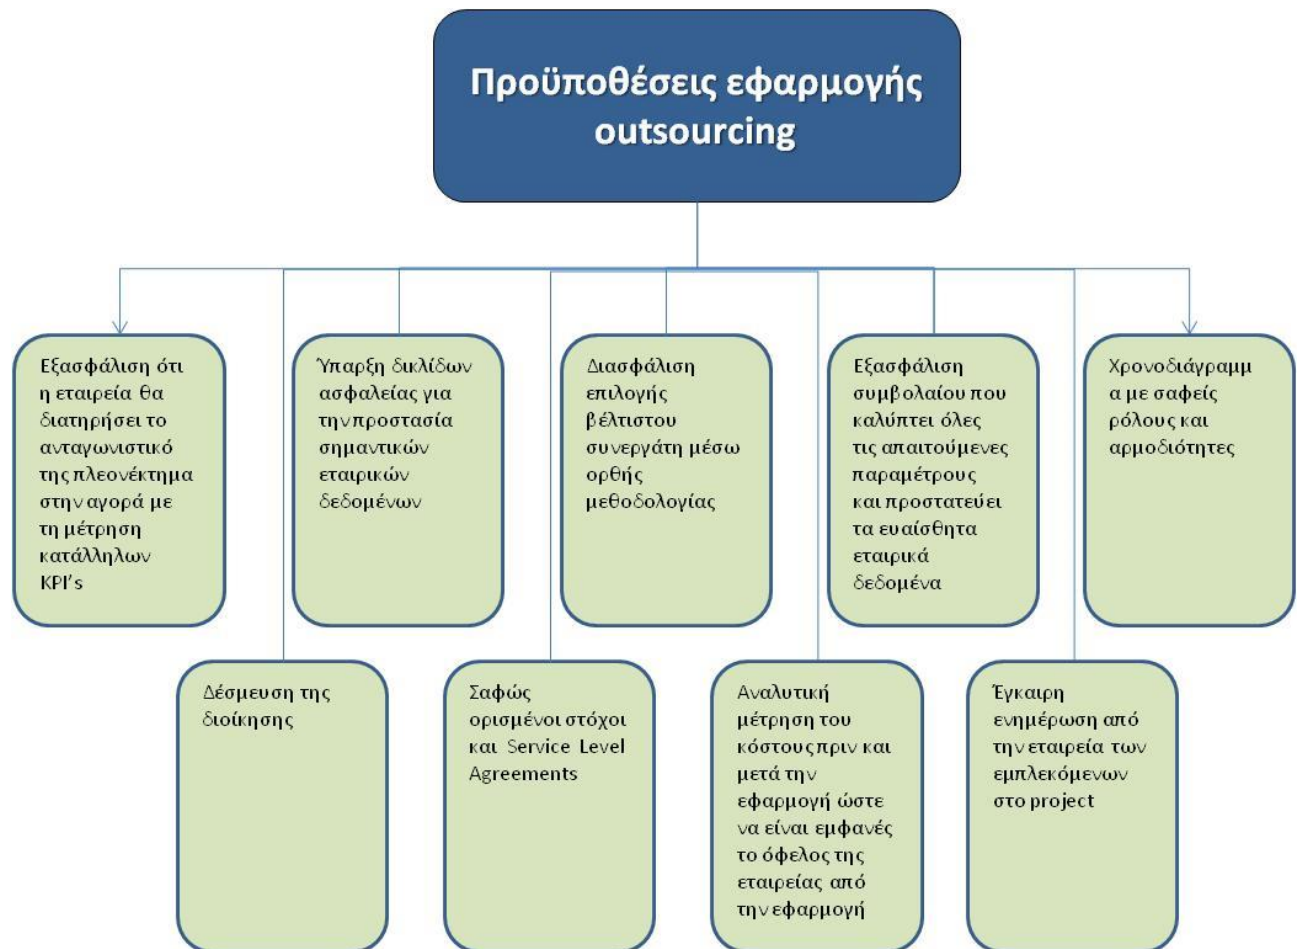 Προϋποθέσεις εφαρμογής
outsourcing
Εξασφάλιση ότι
η εταιρεία θα
διατηρήσει το
ανταγωνιστικό
της πλεονέκτημα
στην αγορά με
τη μέτρηση
κατάλληλων
KPI's
Ύπαρξη δικλίδων
ασφαλείας για
την προστασία
σημαντικών
εταιρικών
δεδομένων
Διασφάλιση
επιλογής
βέλτιστου
συνεργάτη μέσω
ορθής
μεθοδολογίας
Εξασφάλιση
συμβολαίου που
καλύπτει όλες
τις απαιτούμενες
παραμέτρους
και προστατεύει
τα ευαίσθητα
εταιρικά
δεδομένα
Χρονοδιάγραμμ
α με σαφείς
ρόλους και
αρμοδιότητες
Δέσμευση της
διοίκησης
Σαφώς
ορισμένοι στόχοι
και Service Level
Agreements
Αναλυτική
μέτρηση του
κόστους πριν και
μετά την
εφαρμογή ώστε
να είναι εμφανές
το όφελος της
εταιρείας από
την εφαρμογή
Έγκαιρη
ενημέρωση από
την εταιρεία των
εμπλεκόμενων
στο project